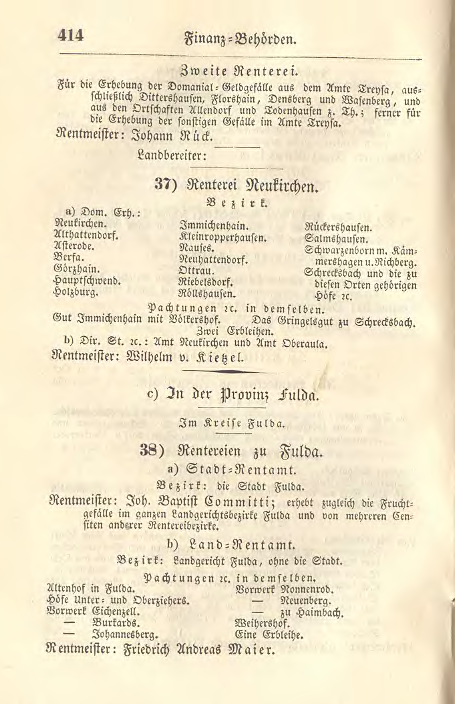 414 Finanz=Behörden.
Zweite Renterei.
Für die Erhebung der Domanial=Geldgefälle aus dem Amte Treysa, aus=
schließlich Dittershausen, Florshain, Densberg und Wasenberg, und
aus den Ortschaften Allendorf und Todenhausen z. Th.; ferner für
die Erhebung der sonstigen Gefälle im Amte Treysa.
Rentmeister: Johann Rück.
Landbereiter:
37) Renterei Neukirchen.
Bezirk.
a) Dom. Erh.:
Neukirchen. Immichenhain. Rückershausen.
Althattendorf. Kleinropperhausen. Salmshausen.
Asterode. Nauses. Schwarzenborn m. Käm=
Berfa. Neuhattendorf. mershagen u. Richberg.
Görzhain. Ottrau. Schrecksbach und die zu
Hauptschwend. Riebelsdorf. diesen Orten gehörigen
Holzburg. Röllshausen. Höfe ꝛc.
Pachtungen ꝛc. in demselben.
Gut Immichenhain mit Völkershof. Das Gringelsgut zu Schrecksbach.
Zwei Erbleihen.
b) Dir. St. ꝛc.: Amt Neukirchen und Amt Oberaula.
Rentmeister: Wilhelm v. Kietzel.
c) In der Provinz Fulda.
Im Kreise Fulda.
38) Rentereien zu Fulda.
a) Stadt=Rentamt.
Bezirk: die Stadt Fulda.
Rentmeister: Joh. Baptist Committi; erhebt zugleich die Frucht=
gefälle im ganzen Landgerichtsbezirke Fulda und von mehreren Cen=
siten anderer Rentereibezirke.
b) Land=Rentamt.
Bezirk: Landgericht Fulda, ohne die Stadt.
Pachtungen ꝛc. in demselben.
Altenhof in Fulda. Vorwerk Nonnenrod.
Höfe Unter= und Oberziehers. — Neuenberg.
Vorwerk Eichenzell. — zu Haimbach.
— Burkards. Weihershof.
— Johannesberg. Eine Erbleihe.
Rentmeister: Friedrich Andreas Maier.